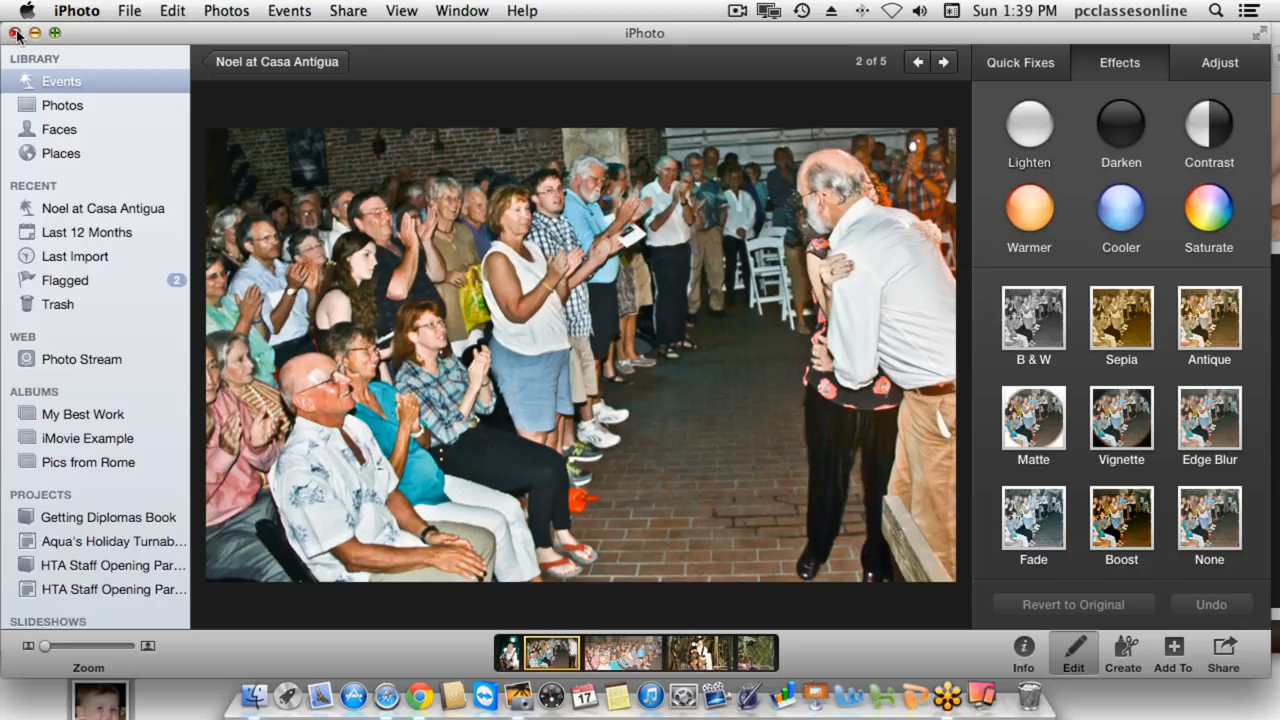 iPhoto File Edit Photos Events Share View Window Help Sun 1:39 PM pcclassesonline
iPhoto
LIBRARY
Events
Photos
Faces
Places
RECENT
Noel at Casa Antigua
Last 12 Months
Last Import
Flagged 2
Trash
WEB
Photo Stream
ALBUMS
My Best Work
iMovie Example
Pics from Rome
PROJECTS
Getting Diplomas Book
Aqua's Holiday Turnab...
HTA Staff Opening Par...
HTA Staff Opening Par...
SLIDESHOWS
Zoom
Noel at Casa Antigua 2 of 5
Quick Fixes Effects Adjust
Lighten Darken Contrast
Warmer Cooler Saturate
B & W Sepia Antique
Matte Vignette Edge Blur
Fade Boost None
Revert to Original Undo
Info Edit Create Add To Share
17